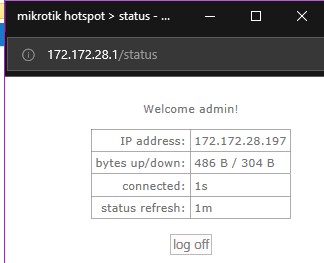 mikrotik hotspot > status - ...
172.172.28.1/status
Welcome admin!
IP address: 172.172.28.197
bytes up/down: 486 B / 304 B
connected: 1s
status refresh: 1m
log off